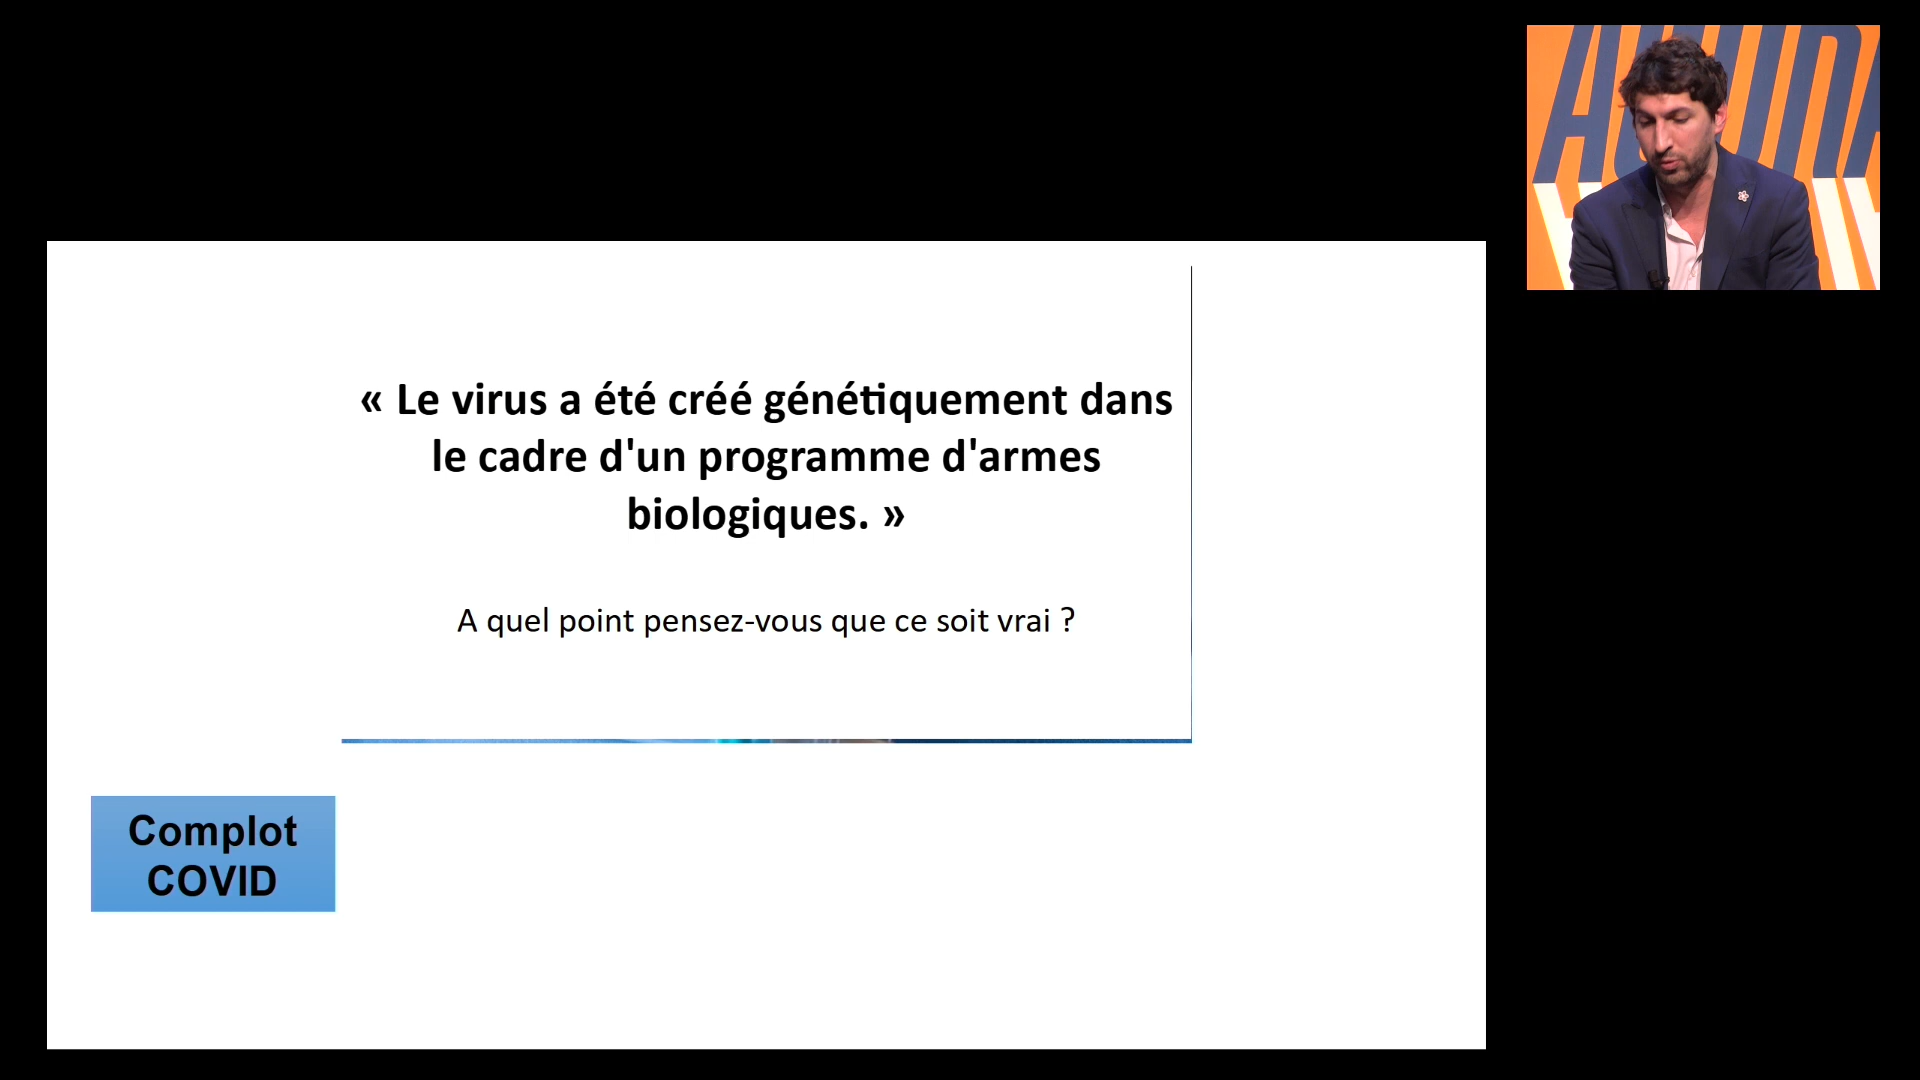 « Le virus a été créé génétiquement dans
le cadre d'un programme d'armes
biologiques. »
A quel point pensez-vous que ce soit vrai ?
Complot
COVID